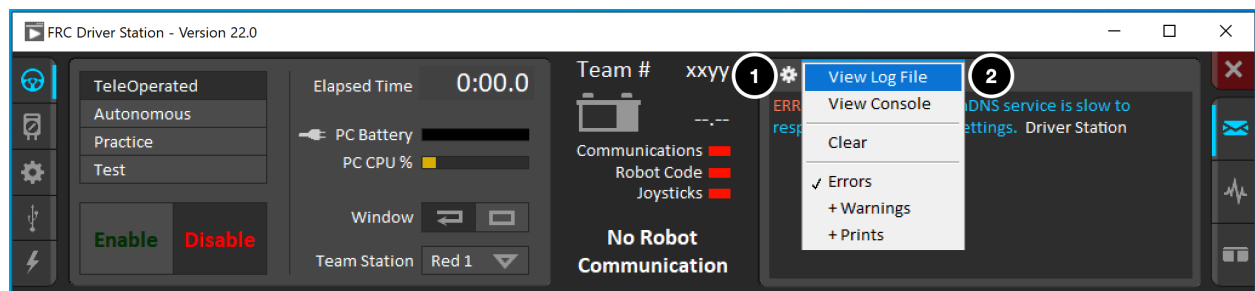 FRC Driver Station - Version 22.0
TeleOperated
Autonomous
Practice
Test
Enable Disable
Elapsed Time 0:00.0
PC Battery
PC CPU %
Window
Team Station Red 1
Team # xxyy
--.--
Communications
Robot Code
Joysticks
No Robot
Communication
1
2
View Log File
View Console
Clear
✓ Errors
+ Warnings
+ Prints
ERR
mDNS service is slow to
resp
ettings. Driver Station